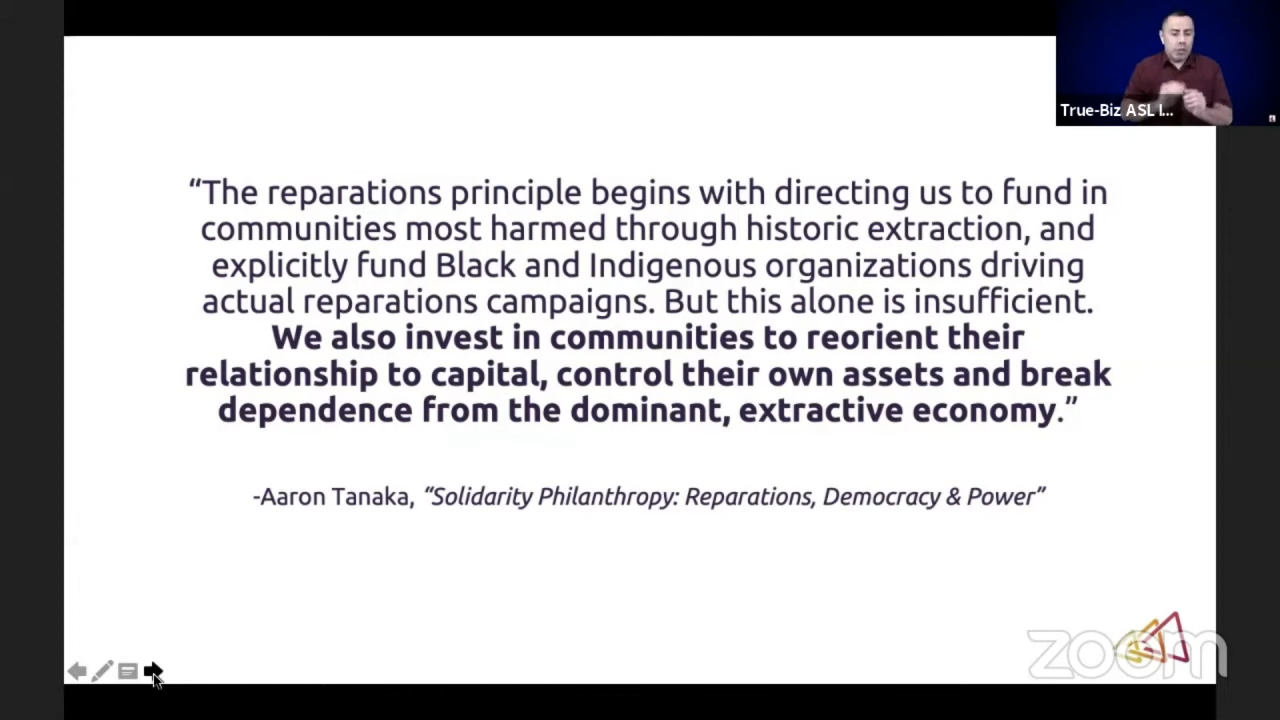 True-Biz ASL I...
“The reparations principle begins with directing us to fund in
communities most harmed through historic extraction, and
explicitly fund Black and Indigenous organizations driving
actual reparations campaigns. But this alone is insufficient.
We also invest in communities to reorient their
relationship to capital, control their own assets and break
dependence from the dominant, extractive economy.”
-Aaron Tanaka, “Solidarity Philanthropy: Reparations, Democracy & Power”
zoom